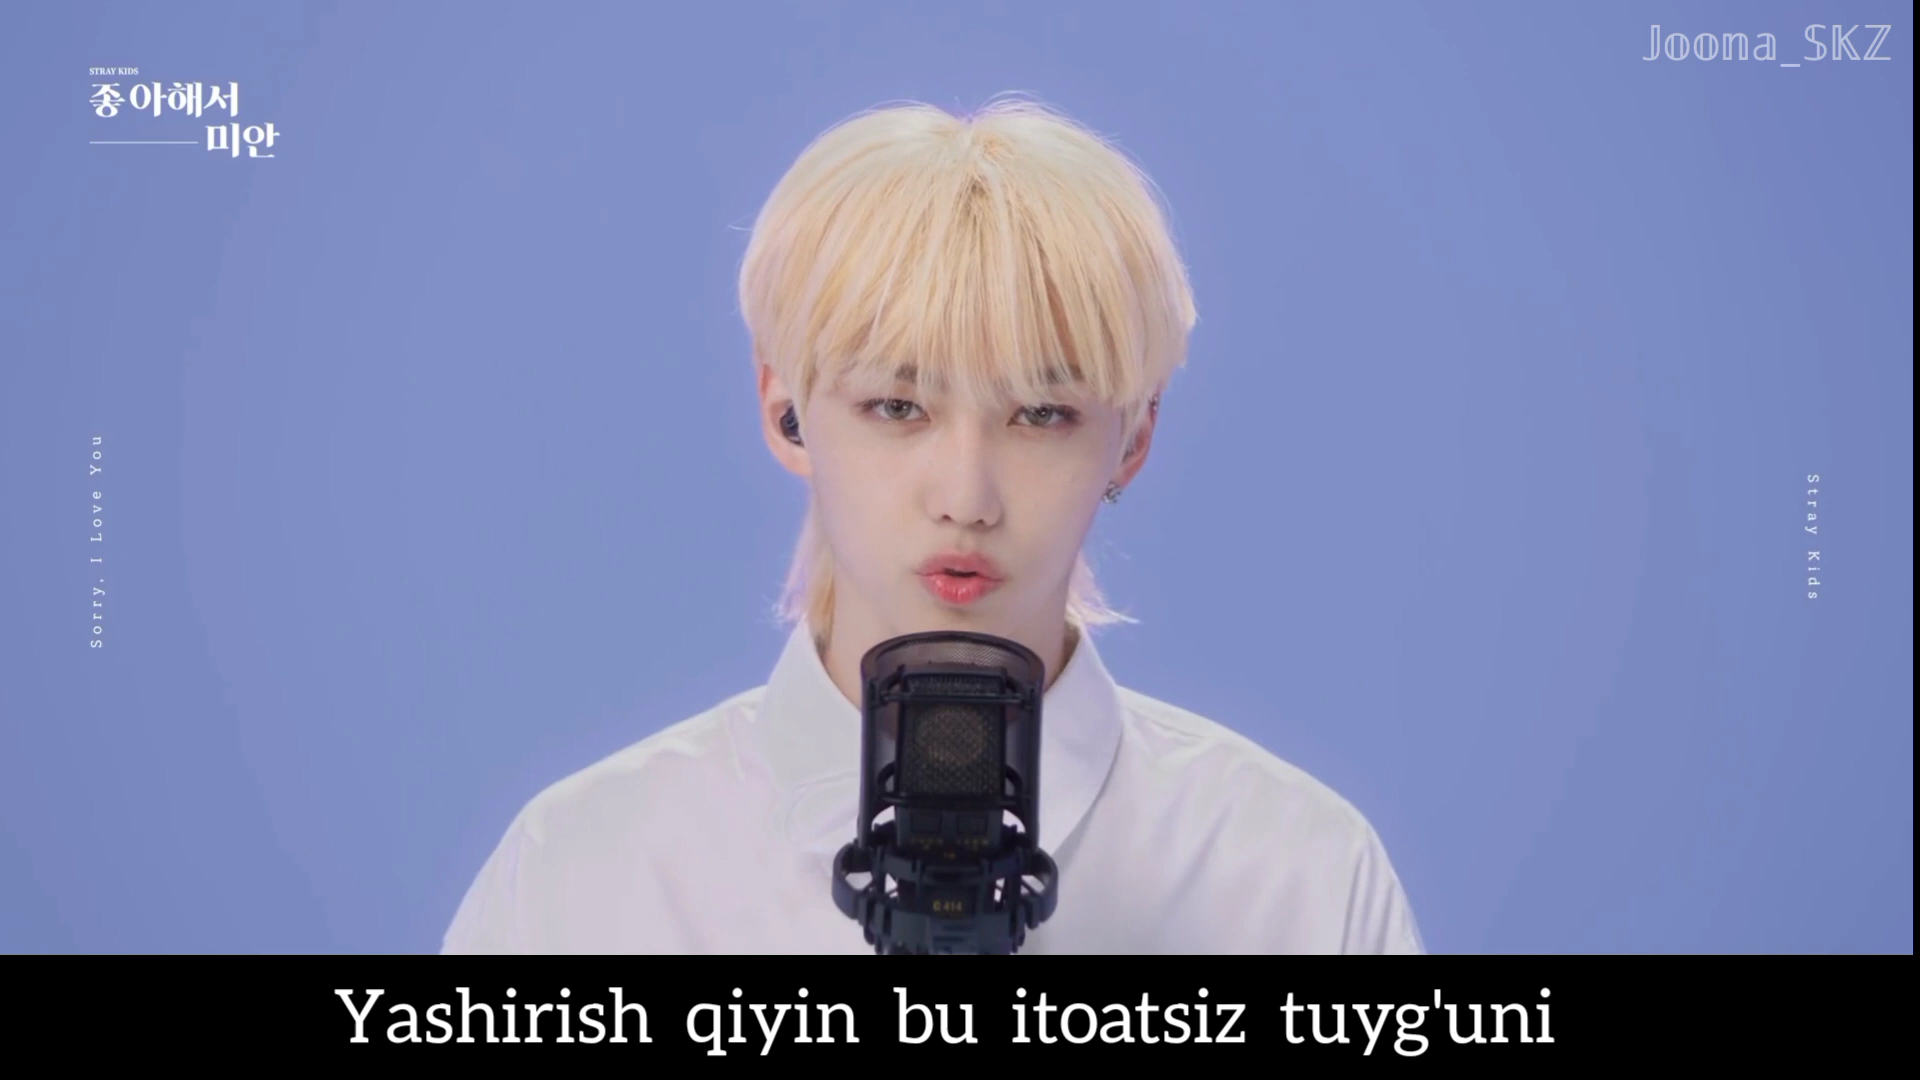 Joona_SKZ
STRAY KIDS
좋아해서
미안
Sorry, I Love You
Stray Kids
C 414
Yashirish qiyin bu itoatsiz tuyg'uni